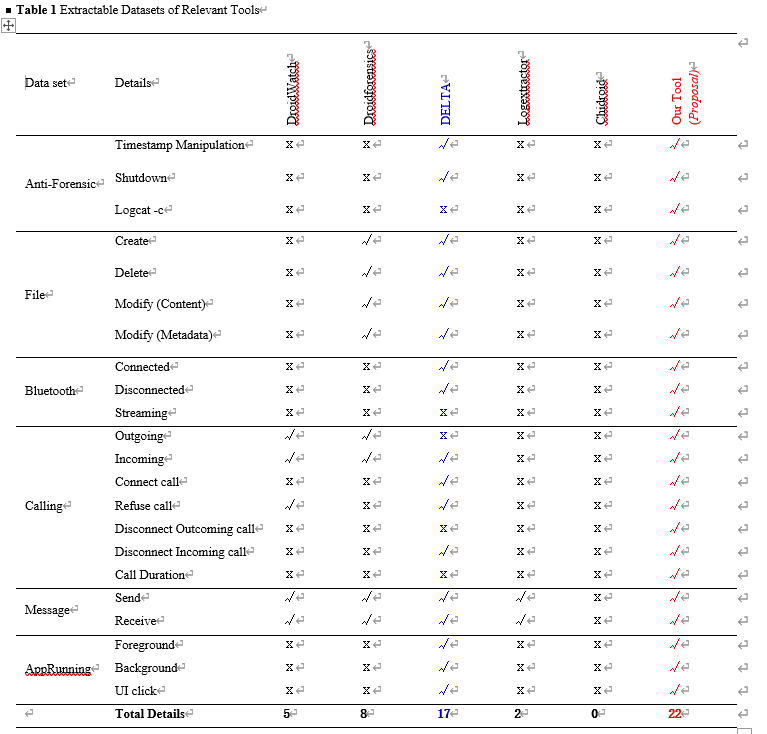 Table 1 Extractable Datasets of Relevant Tools
Data set Details DroidWatch Droidforensics DELTA Logextractor Chidroid Our Tool (Proposal)
Anti-Forensic
Timestamp Manipulation x x √ x x √
Shutdown x x √ x x √
Logcat -c x x x x x √
File
Create x √ √ x x √
Delete x √ √ x x √
Modify (Content) x √ √ x x √
Modify (Metadata) x √ √ x x √
Bluetooth
Connected x x √ x x √
Disconnected x x √ x x √
Streaming x x x x x √
Calling
Outgoing √ √ x x x √
Incoming √ √ √ x x √
Connect call x x √ x x √
Refuse call √ x √ x x √
Disconnect Outcoming call x x x x x √
Disconnect Incoming call x x √ x x √
Call Duration x x x x x √
Message
Send √ √ √ √ x √
Receive √ √ √ √ x √
AppRunning
Foreground x x √ x x √
Background x x √ x x √
UI click x x √ x x √
Total Details 5 8 17 2 0 22